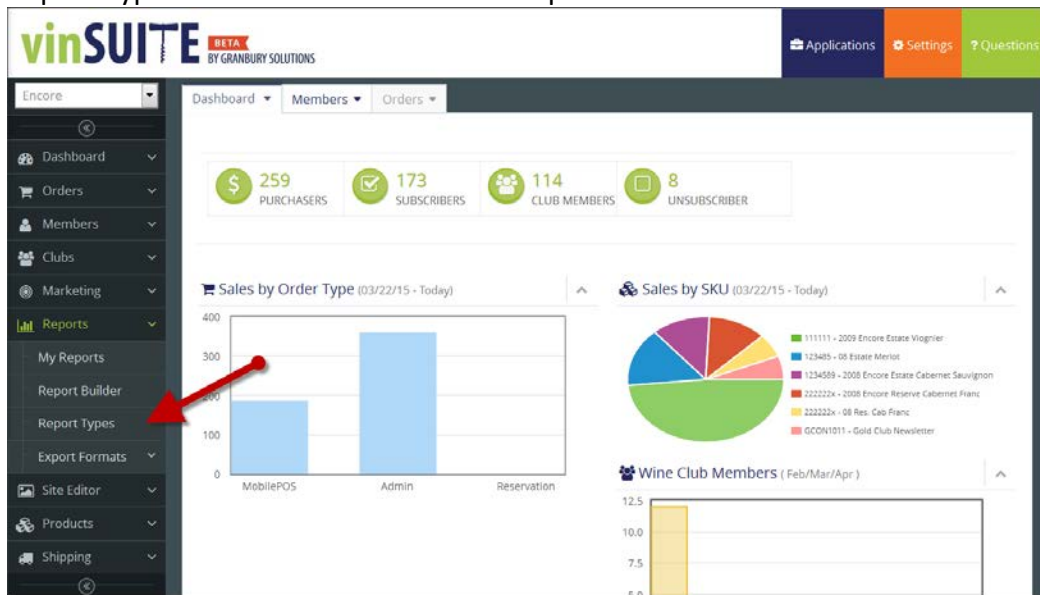 vinSUITE BETA
BY GRANBURY SOLUTIONS
Applications
Settings
? Questions
Encore
Dashboard
Orders
Members
Clubs
Marketing
Reports
My Reports
Report Builder
Report Types
Export Formats
Site Editor
Products
Shipping
Dashboard Members Orders
259
PURCHASERS
173
SUBSCRIBERS
114
CLUB MEMBERS
8
UNSUBSCRIBER
Sales by Order Type (03/22/15 - Today)
400
300
200
100
0
MobilePOS Admin Reservation
Sales by SKU (03/22/15 - Today)
111111 - 2009 Encore Estate Viognier
123485 - 08 Estate Merlot
1234589 - 2008 Encore Estate Cabernet Sauvignon
222222x - 2008 Encore Reserve Cabernet Franc
222222x - 08 Res. Cab Franc
GCON1011 - Gold Club Newsletter
Wine Club Members ( Feb/Mar/Apr )
12.5
10.0
7.5